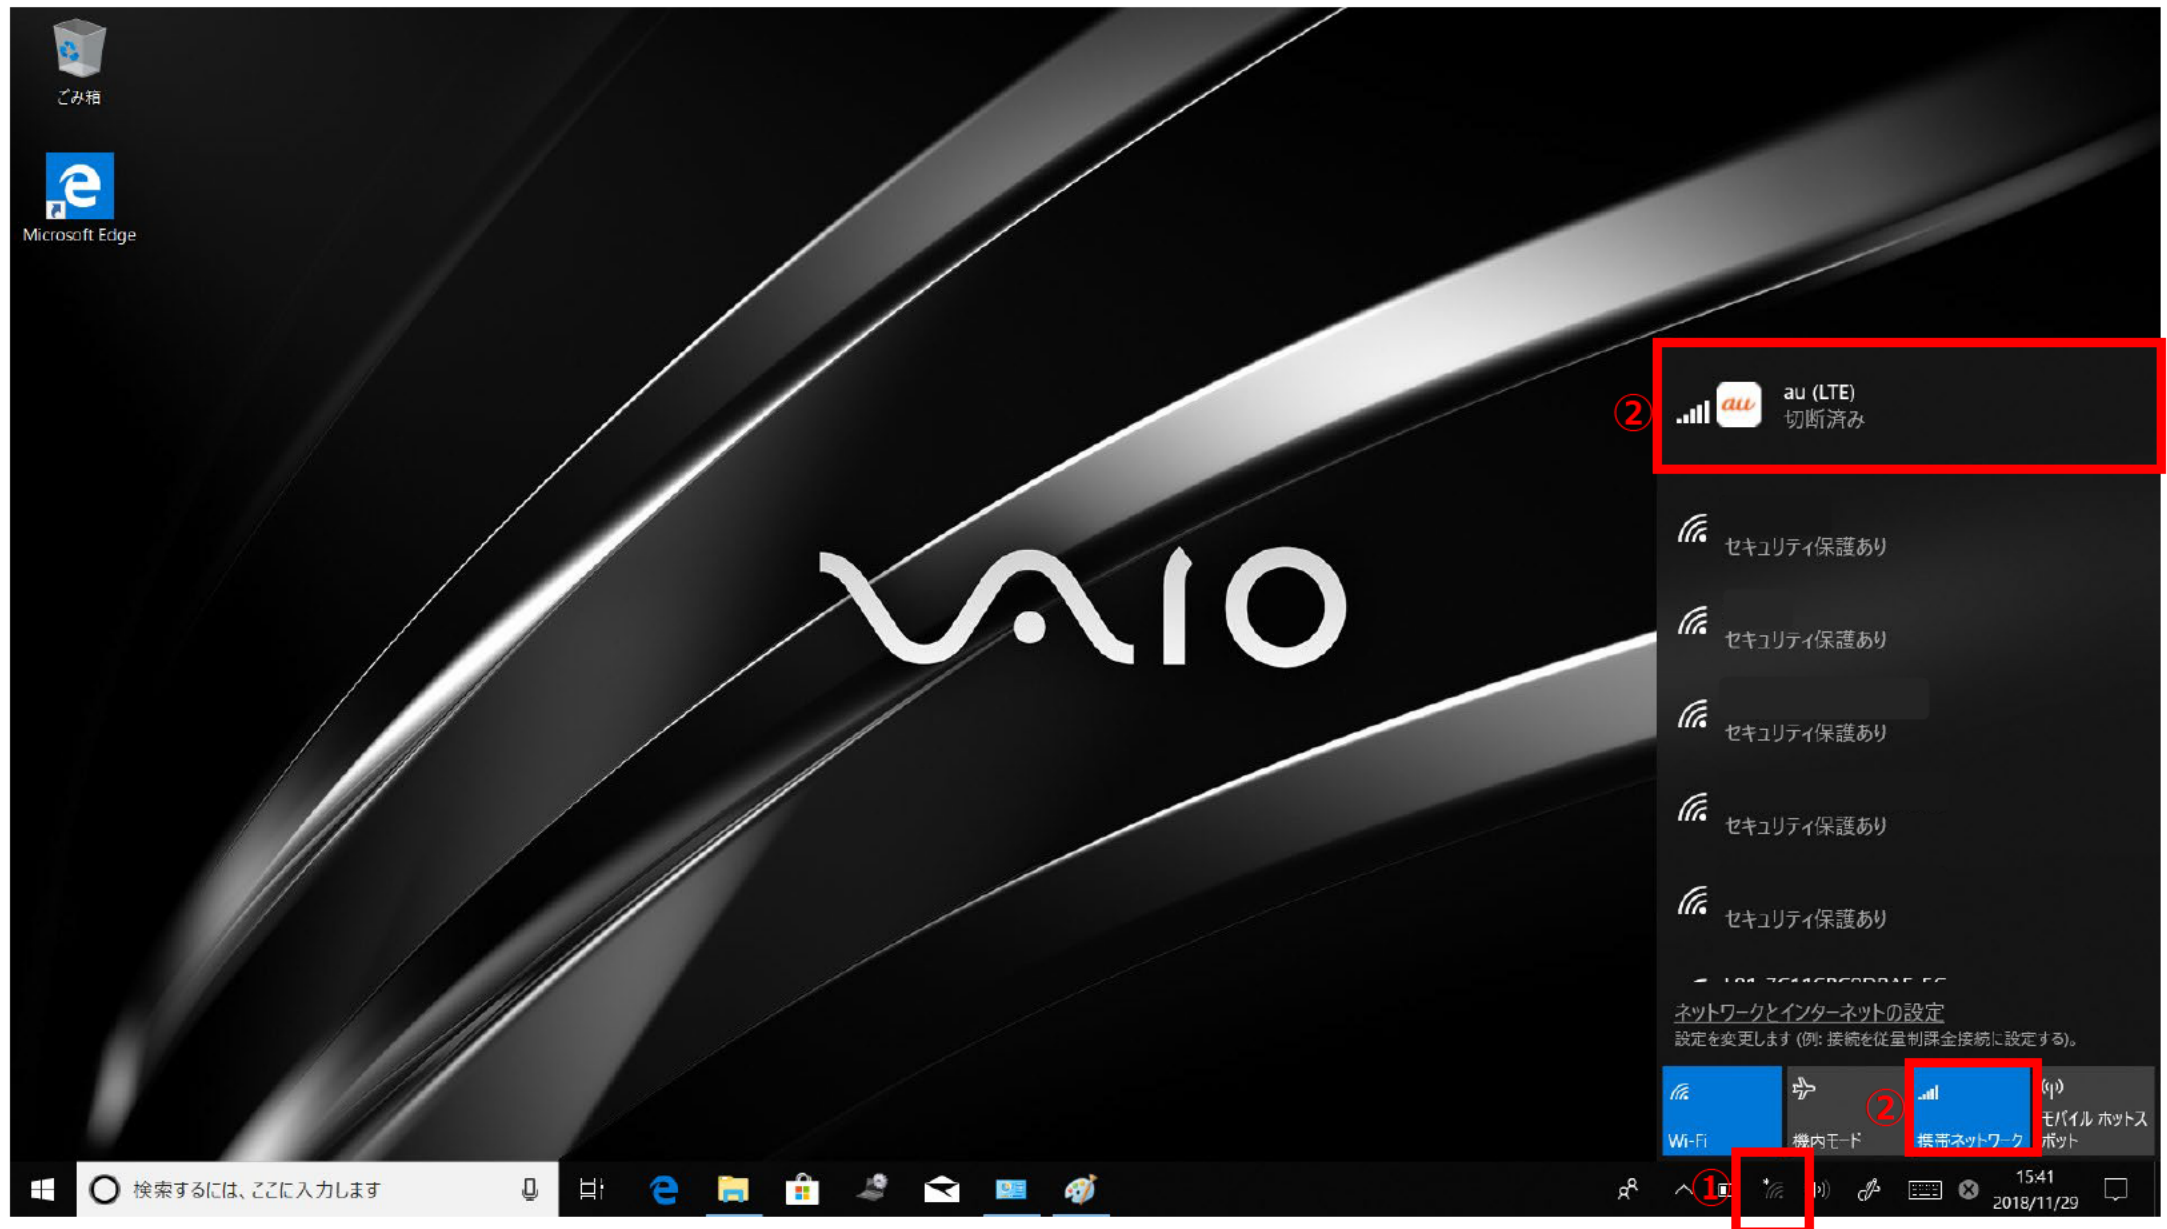 ごみ箱
Microsoft Edge
VAIO
②
au
au (LTE)
切断済み
セキュリティ保護あり
セキュリティ保護あり
セキュリティ保護あり
セキュリティ保護あり
セキュリティ保護あり
ネットワークとインターネットの設定
設定を変更します (例: 接続を従量制課金接続に設定する)。
②
Wi-Fi
機内モード
携帯ネットワーク
モバイル ホットス
ポット
検索するには、ここに入力します
①
15:41
2018/11/29